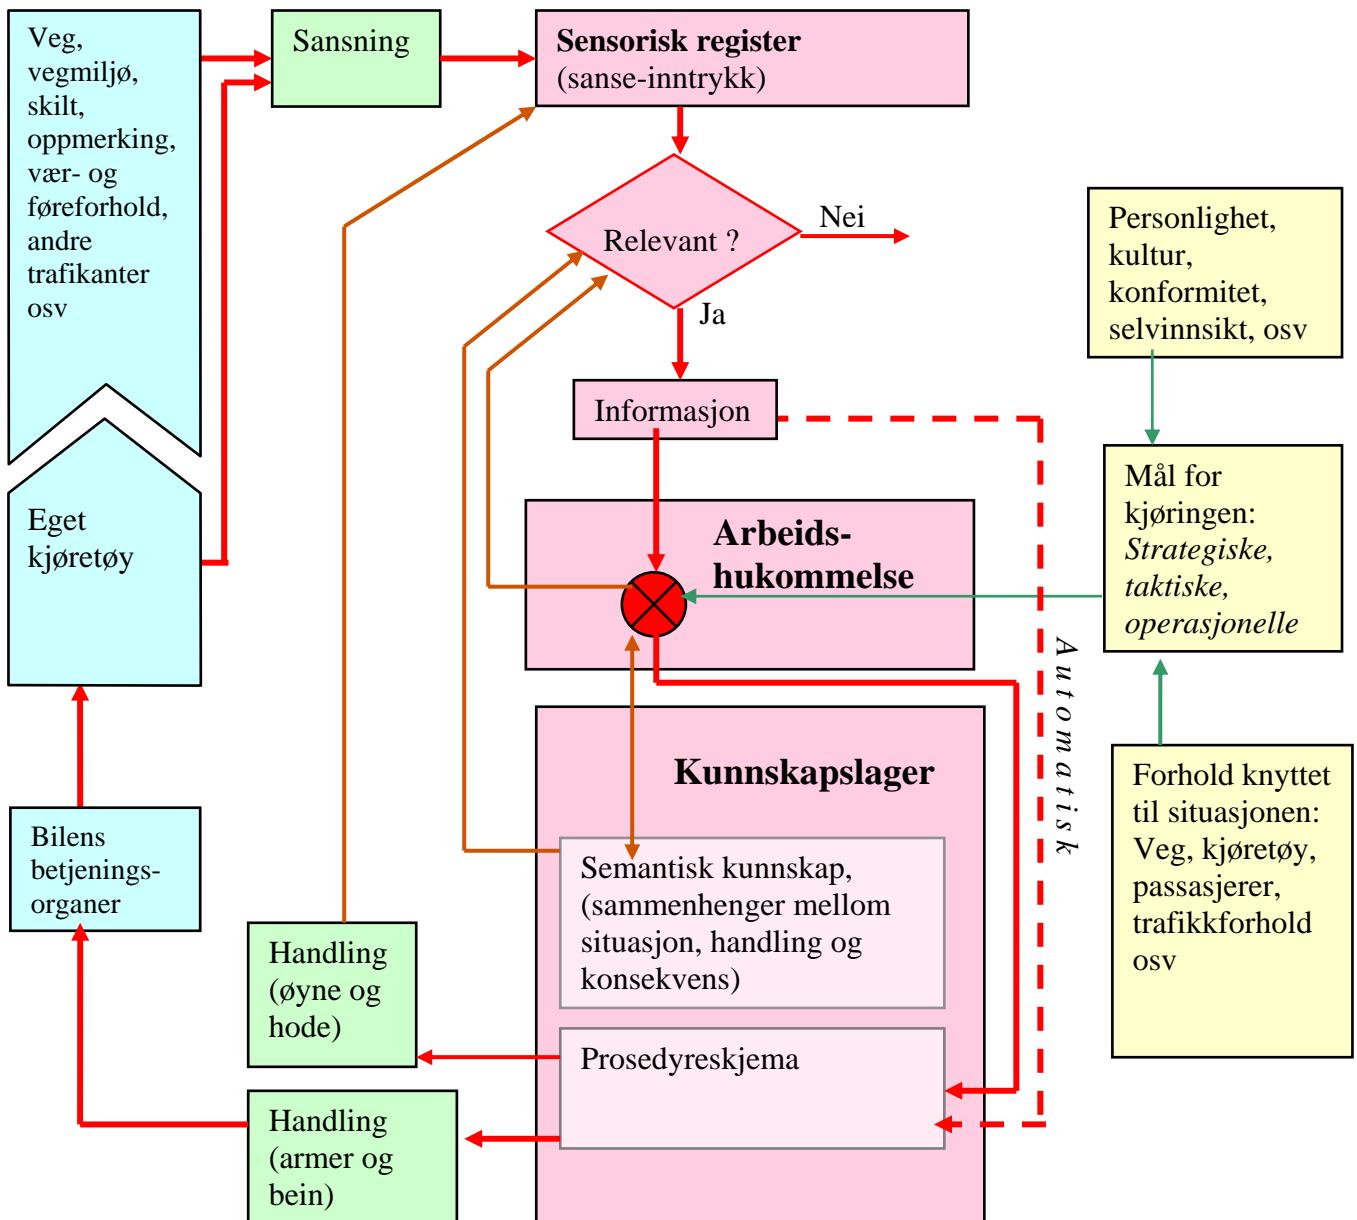 Veg,
vegmiljø,
skilt,
oppmerking,
vær- og
føreforhold,
andre
trafikanter
osv
Sansning
Sensorisk register
(sanse-inntrykk)
Relevant ?
Nei
Ja
Informasjon
Personlighet,
kultur,
konformitet,
selvinnsikt, osv
Eget
kjøretøy
Arbeids-
hukommelse
Mål for
kjøringen:
Strategiske,
taktiske,
operasjonelle
Automatisk
Kunnskapslager
Forhold knyttet
til situasjonen:
Veg, kjøretøy,
passasjerer,
trafikkforhold
osv
Bilens
betjenings-
organer
Semantisk kunnskap,
(sammenhenger mellom
situasjon, handling og
konsekvens)
Handling
(øyne og
hode)
Prosedyreskjema
Handling
(armer og
bein)